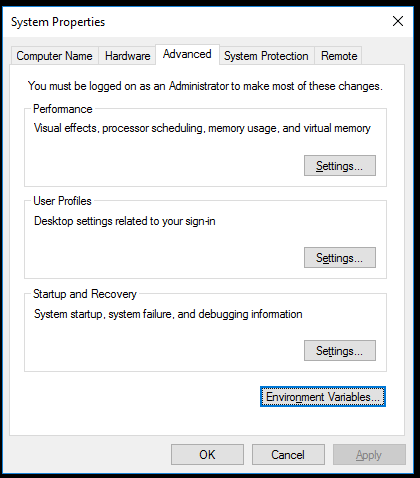 System Properties
Computer Name Hardware Advanced System Protection Remote
You must be logged on as an Administrator to make most of these changes.
Performance
Visual effects, processor scheduling, memory usage, and virtual memory
Settings...
User Profiles
Desktop settings related to your sign-in
Settings...
Startup and Recovery
System startup, system failure, and debugging information
Settings...
Environment Variables...
OK Cancel Apply